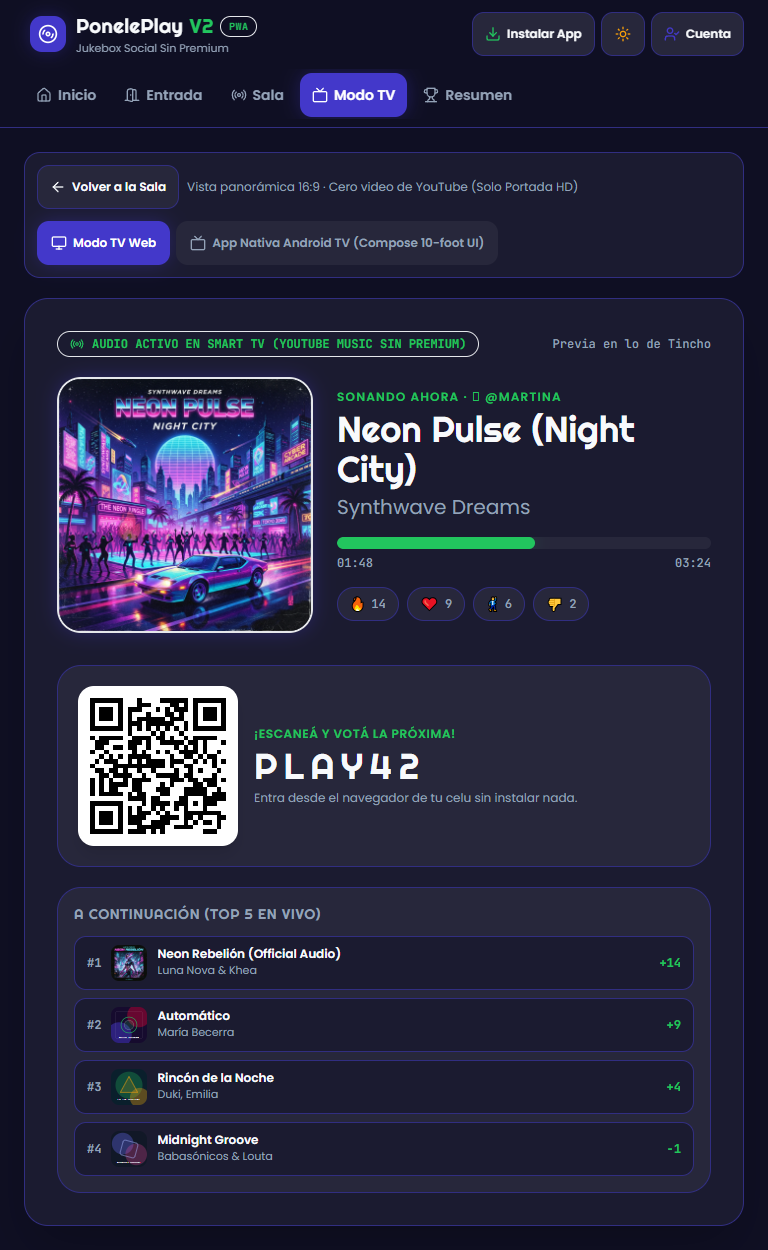 PonelePlay V2 PWA
Jukebox Social Sin Premium
Instalar App
Cuenta
Inicio
Entrada
Sala
Modo TV
Resumen
Volver a la Sala
Vista panorámica 16:9 · Cero video de YouTube (Solo Portada HD)
Modo TV Web
App Nativa Android TV (Compose 10-foot UI)
AUDIO ACTIVO EN SMART TV (YOUTUBE MUSIC SIN PREMIUM)
Previa en lo de Tincho
SYNTHWAVE DREAMS
NEON PULSE
NIGHT CITY
CYBER ARCADE
THE NEON JUNGLE
SONANDO AHORA · @MARTINA
Neon Pulse (Night
City)
Synthwave Dreams
01:48
03:24
14
9
6
2
¡ESCANEÁ Y VOTÁ LA PRÓXIMA!
PLAY42
Entra desde el navegador de tu celu sin instalar nada.
A CONTINUACIÓN (TOP 5 EN VIVO)
#1
Neon Rebelión (Official Audio)
Luna Nova & Khea
+14
#2
Automático
María Becerra
+9
#3
Rincón de la Noche
Duki, Emilia
+4
#4
Midnight Groove
Babasónicos & Louta
-1